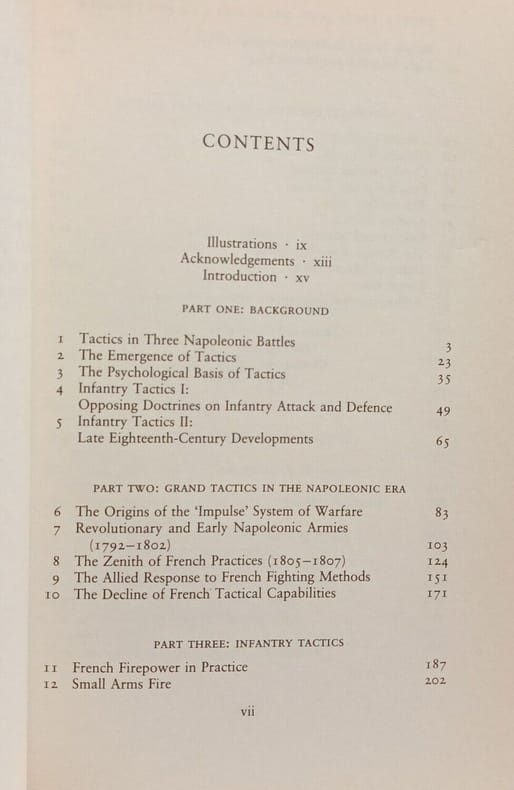 CONTENTS
Illustrations · ix
Acknowledgements · xiii
Introduction · xv
PART ONE: BACKGROUND
1 Tactics in Three Napoleonic Battles 3
2 The Emergence of Tactics 23
3 The Psychological Basis of Tactics 35
4 Infantry Tactics I:
Opposing Doctrines on Infantry Attack and Defence 49
5 Infantry Tactics II:
Late Eighteenth-Century Developments 65
PART TWO: GRAND TACTICS IN THE NAPOLEONIC ERA
6 The Origins of the ‘Impulse’ System of Warfare 83
7 Revolutionary and Early Napoleonic Armies
(1792–1802) 103
8 The Zenith of French Practices (1805–1807) 124
9 The Allied Response to French Fighting Methods 151
10 The Decline of French Tactical Capabilities 171
PART THREE: INFANTRY TACTICS
11 French Firepower in Practice 187
12 Small Arms Fire 202
vii